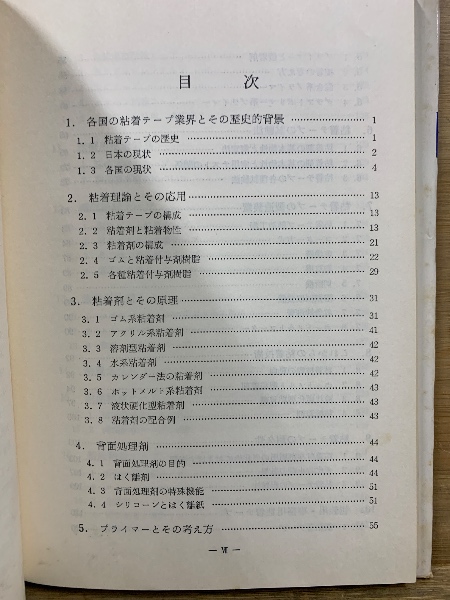 目次
1. 各国の粘着テープ業界とその歴史的背景 …… 1
1.1 粘着テープの歴史 …… 1
1.2 日本の現状 …… 2
1.3 各国の現状 …… 4
2. 粘着理論とその応用 …… 13
2.1 粘着テープの構成 …… 13
2.2 粘着剤と粘着物性 …… 13
2.3 粘着剤の構成 …… 21
2.4 ゴムと粘着付与剤樹脂 …… 22
2.5 各種粘着付与剤樹脂 …… 29
3. 粘着剤とその原理 …… 31
3.1 ゴム系粘着剤 …… 31
3.2 アクリル系粘着剤 …… 41
3.3 溶剤型粘着剤 …… 42
3.4 水系粘着剤 …… 42
3.5 カレンダー法の粘着剤 …… 42
3.6 ホットメルト系粘着剤 …… 42
3.7 液状硬化型粘着剤 …… 42
3.8 粘着剤の配合例 …… 43
4. 背面処理剤 …… 44
4.1 背面処理剤の目的 …… 44
4.2 はく離剤 …… 44
4.3 背面処理剤の特殊機能 …… 51
4.4 シリコーンとはく離紙 …… 51
5. プライマーとその考え方 …… 55
— Ⅶ —